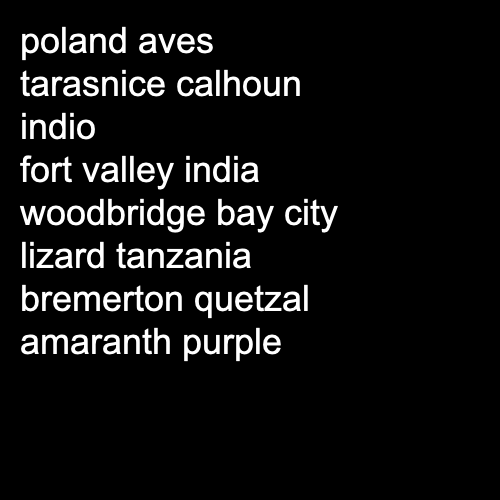 poland aves
tarasnice calhoun
indio
fort valley india
woodbridge bay city
lizard tanzania
bremerton quetzal
amaranth purple